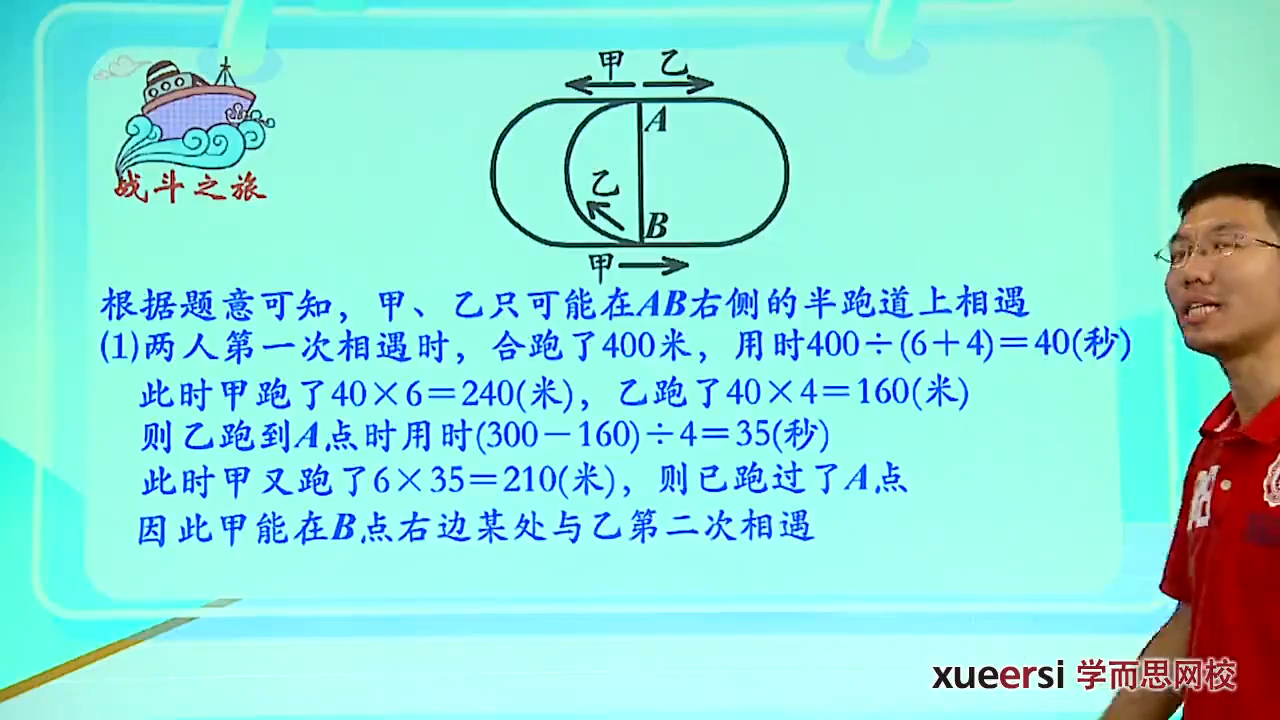 甲 乙
A
乙
B
甲
战斗之旅
根据题意可知，甲、乙只可能在AB右侧的半跑道上相遇
(1)两人第一次相遇时，合跑了400米，用时400÷(6＋4)＝40(秒)
此时甲跑了40×6＝240(米)，乙跑了40×4＝160(米)
则乙跑到A点时用时(300－160)÷4＝35(秒)
此时甲又跑了6×35＝210(米)，则已跑过了A点
因此甲能在B点右边某处与乙第二次相遇
xueersi 学而思网校